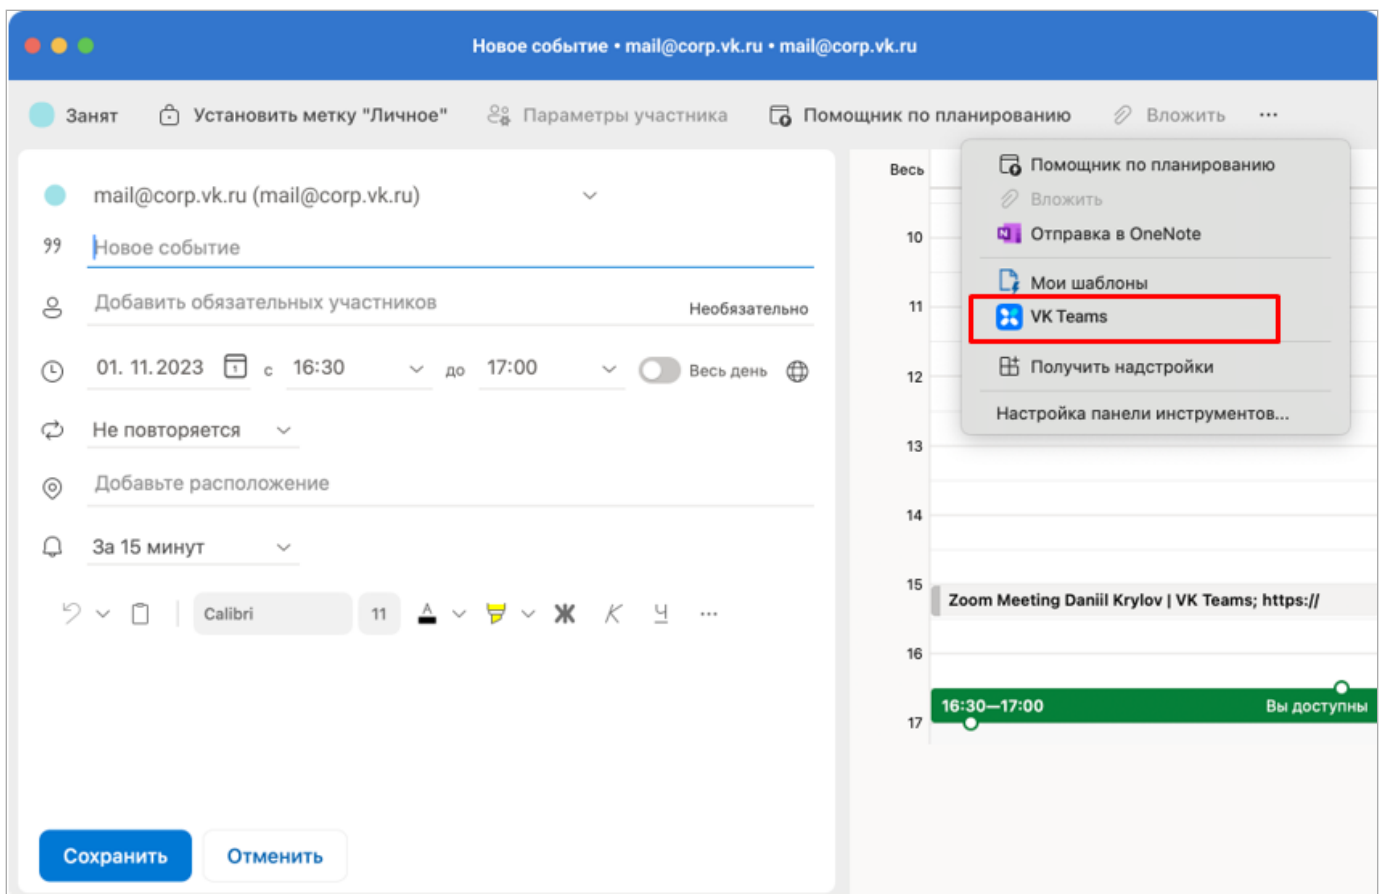 Новое событие • mail@corp.vk.ru • mail@corp.vk.ru
Занят Установить метку "Личное" Параметры участника Помощник по планированию Вложить ...
mail@corp.vk.ru (mail@corp.vk.ru)
Новое событие
Добавить обязательных участников Необязательно
01. 11. 2023 1 с 16:30 до 17:00 Весь день
Не повторяется
Добавьте расположение
За 15 минут
Calibri 11 A Ж К Ч ...
Сохранить Отменить
Весь
10
11
12
13
14
15
Zoom Meeting Daniil Krylov | VK Teams; https://
16
16:30—17:00 Вы доступны
17
Помощник по планированию
Вложить
N Отправка в OneNote
Мои шаблоны
VK Teams
Получить надстройки
Настройка панели инструментов...